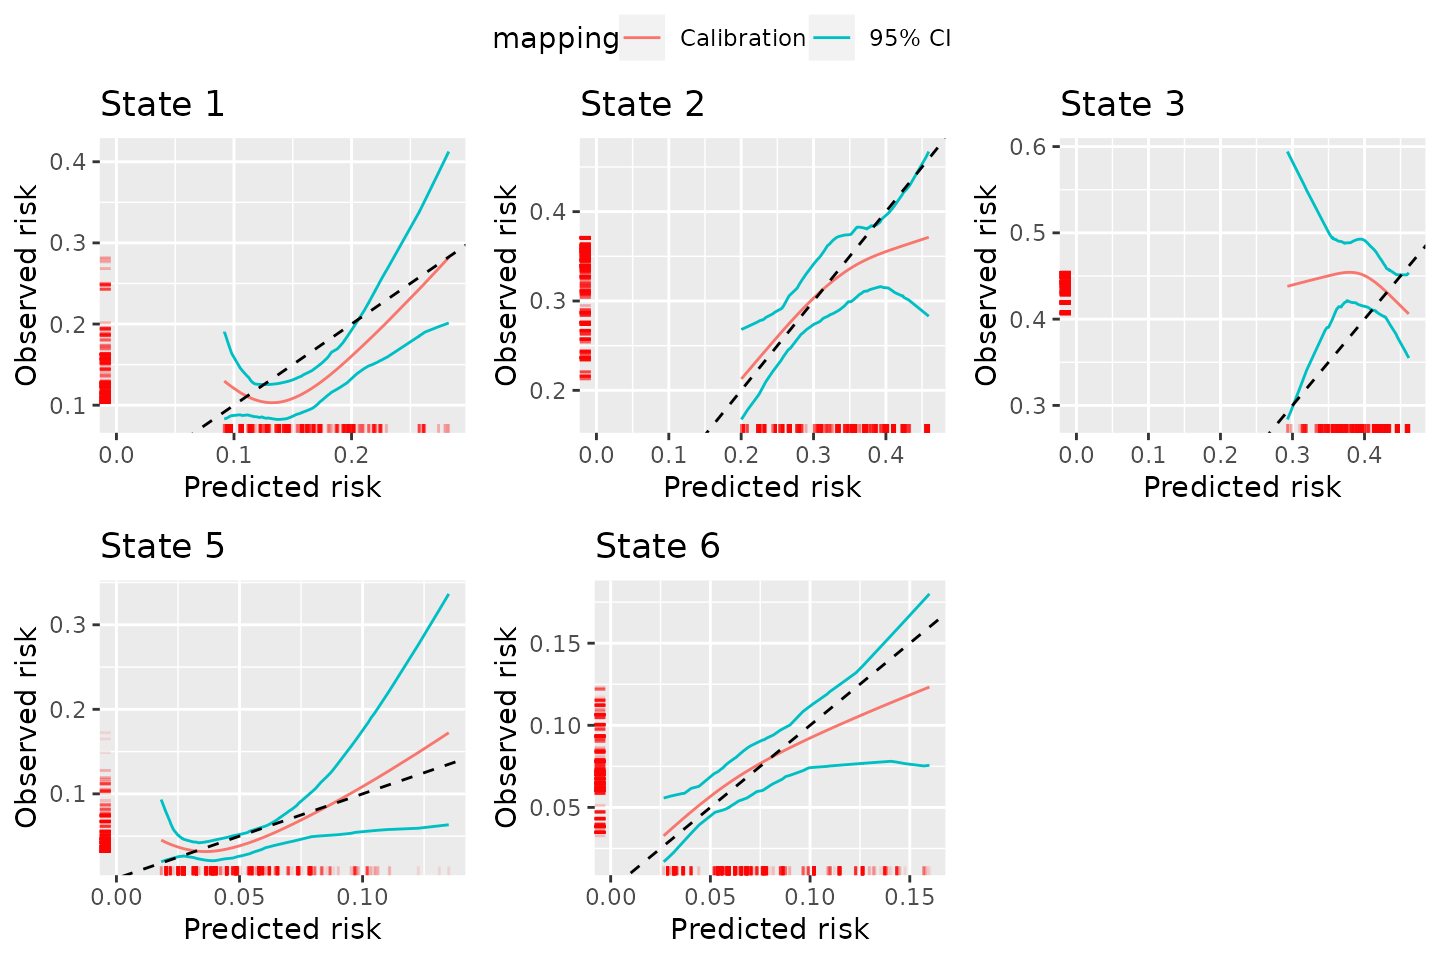 mapping Calibration 95% CI
State 1
Observed risk
0.4
0.3
0.2
0.1
0.0 0.1 0.2
Predicted risk
State 2
Observed risk
0.4
0.3
0.2
0.0 0.1 0.2 0.3 0.4
Predicted risk
State 3
Observed risk
0.6
0.5
0.4
0.3
0.0 0.1 0.2 0.3 0.4
Predicted risk
State 5
Observed risk
0.3
0.2
0.1
0.00 0.05 0.10
Predicted risk
State 6
Observed risk
0.15
0.10
0.05
0.00 0.05 0.10 0.15
Predicted risk